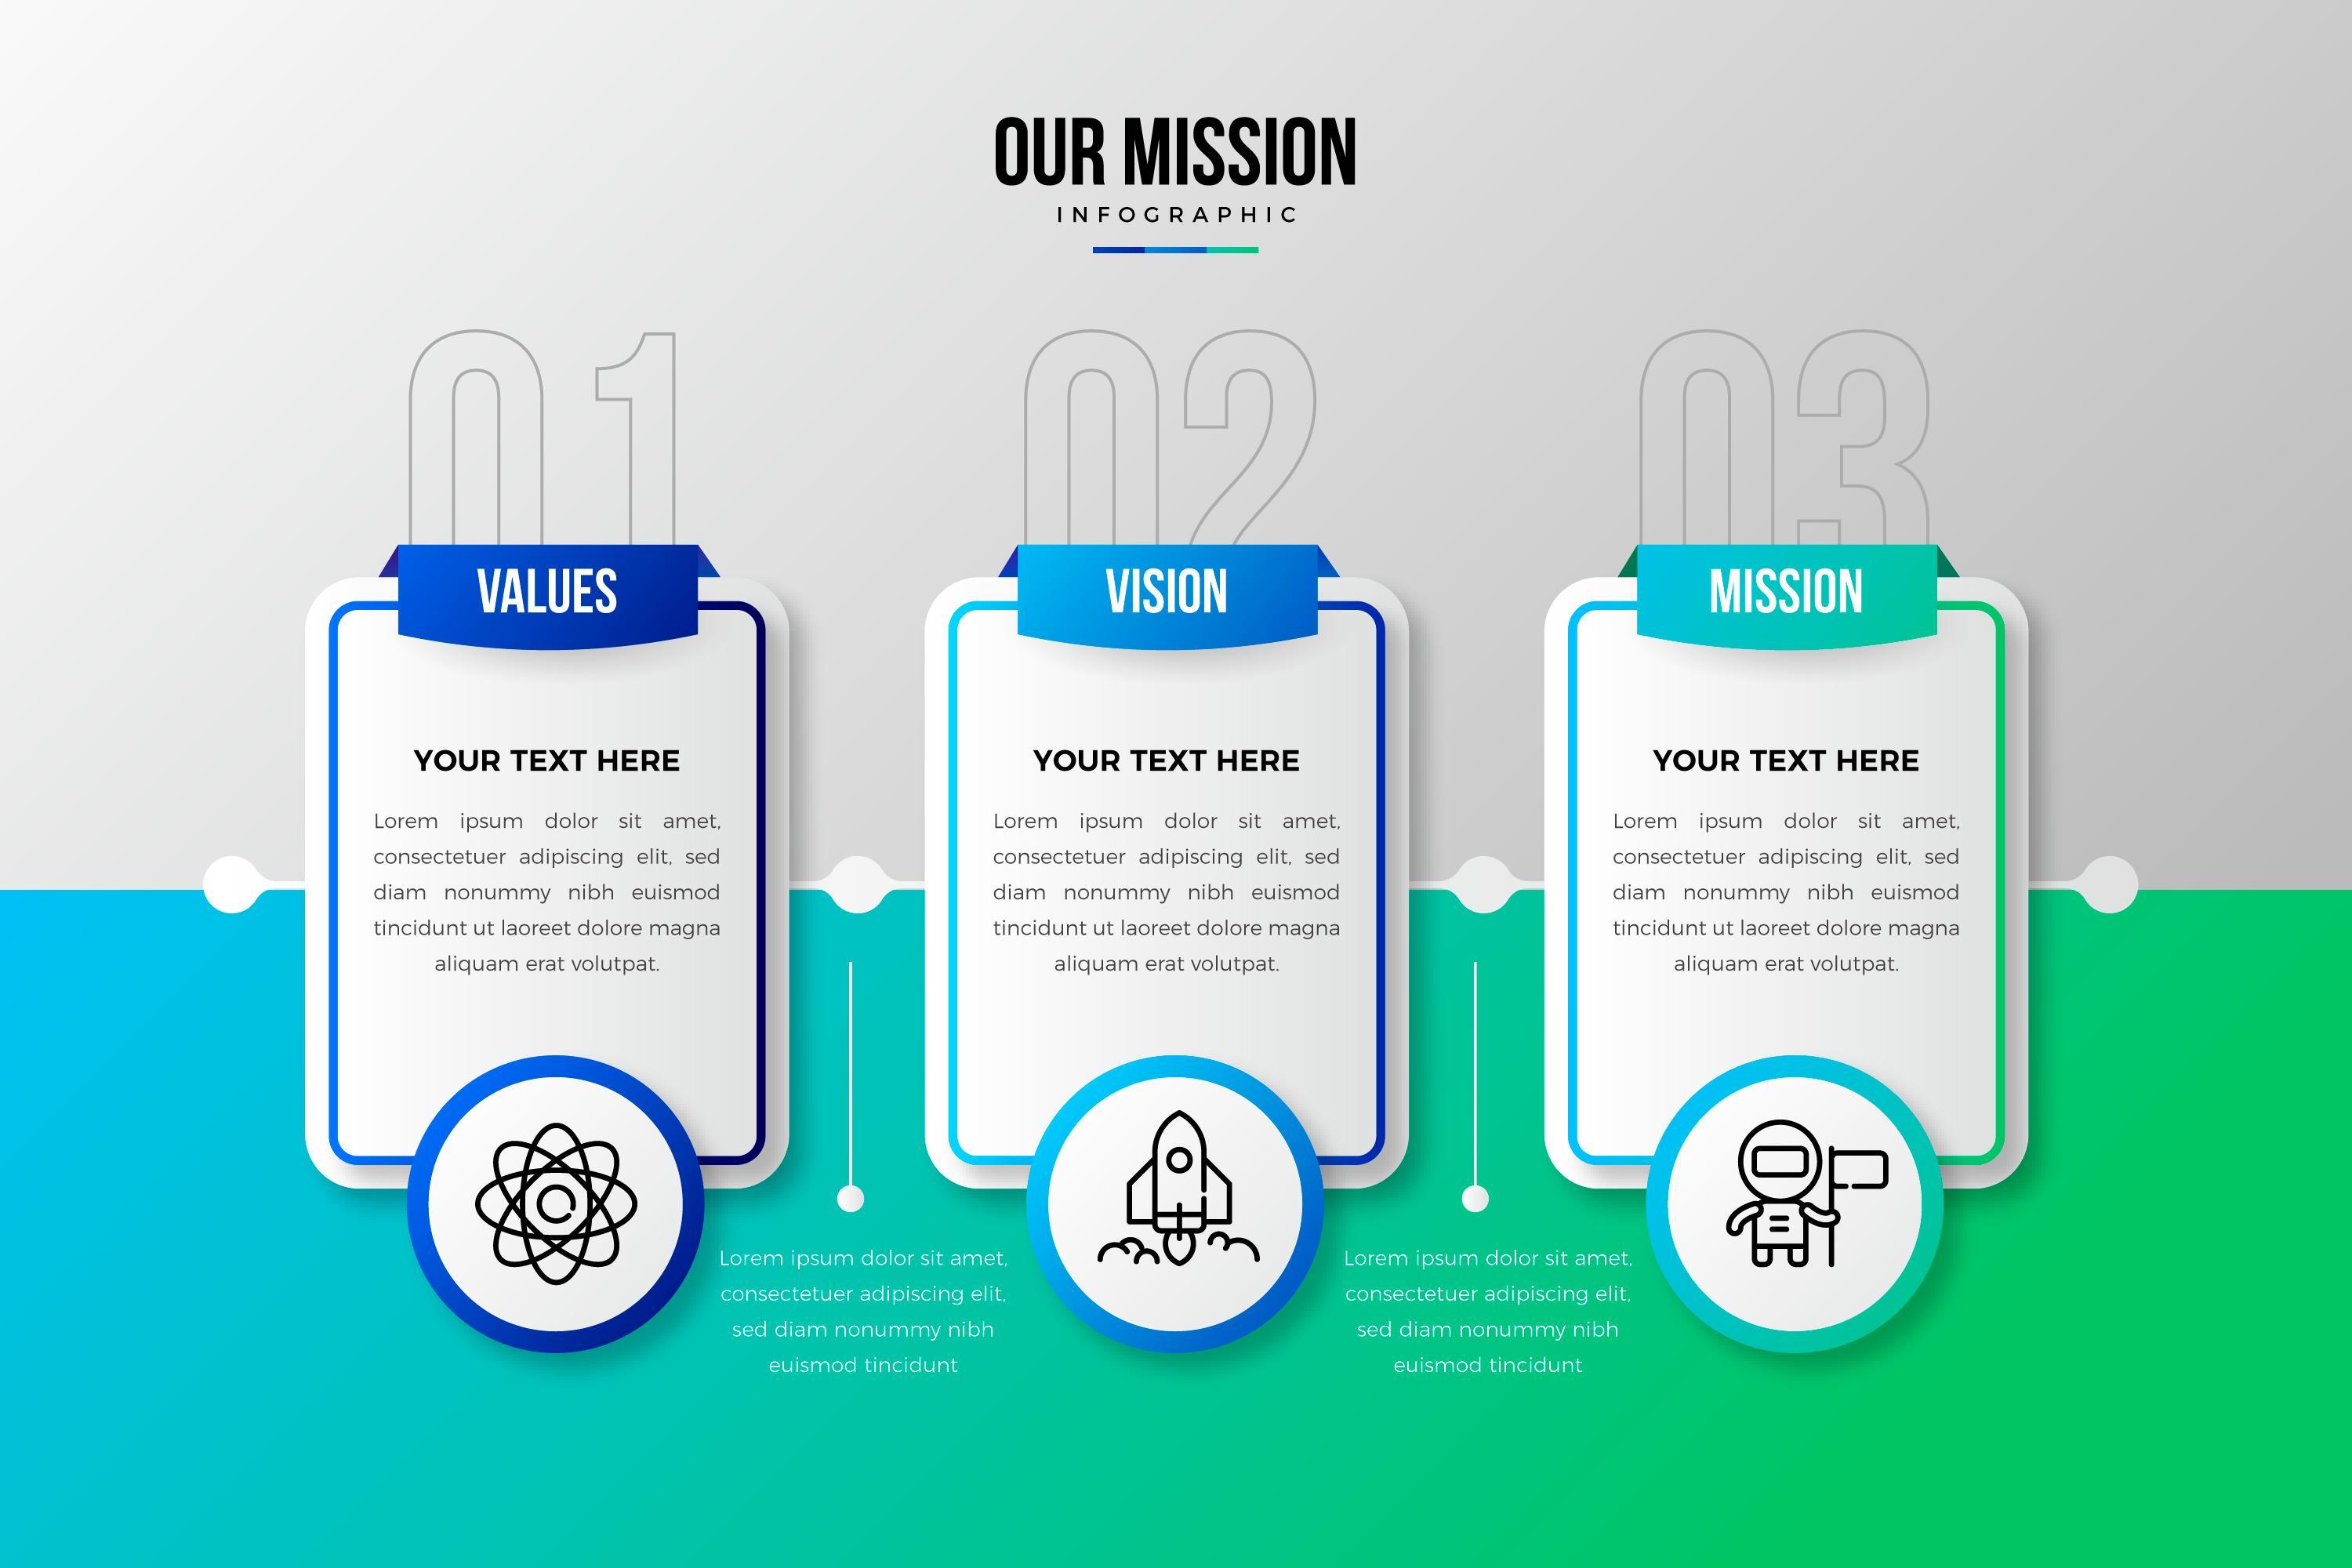 OUR MISSION
INFOGRAPHIC
01
VALUES
YOUR TEXT HERE
Lorem ipsum dolor sit amet,
consectetuer adipiscing elit, sed
diam nonummy nibh euismod
tincidunt ut laoreet dolore magna
aliquam erat volutpat.
02
VISION
YOUR TEXT HERE
Lorem ipsum dolor sit amet,
consectetuer adipiscing elit, sed
diam nonummy nibh euismod
tincidunt ut laoreet dolore magna
aliquam erat volutpat.
03
MISSION
YOUR TEXT HERE
Lorem ipsum dolor sit amet,
consectetuer adipiscing elit, sed
diam nonummy nibh euismod
tincidunt ut laoreet dolore magna
aliquam erat volutpat.
Lorem ipsum dolor sit amet,
consectetuer adipiscing elit,
sed diam nonummy nibh
euismod tincidunt
Lorem ipsum dolor sit amet,
consectetuer adipiscing elit,
sed diam nonummy nibh
euismod tincidunt